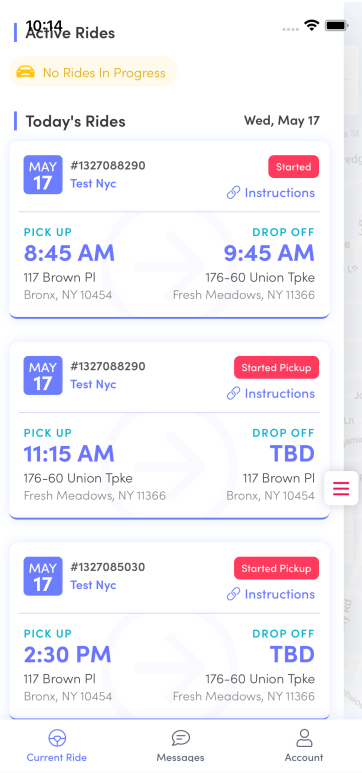 10:14
Active Rides
No Rides In Progress
Today's Rides
Wed, May 17
MAY
17
#1327088290
Test Nyc
Started
Instructions
PICK UP
DROP OFF
8:45 AM
9:45 AM
117 Brown Pl
176-60 Union Tpke
Bronx, NY 10454
Fresh Meadows, NY 11366
MAY
17
#1327088290
Test Nyc
Started Pickup
Instructions
PICK UP
DROP OFF
11:15 AM
TBD
176-60 Union Tpke
117 Brown Pl
Fresh Meadows, NY 11366
Bronx, NY 10454
MAY
17
#1327085030
Test Nyc
Started Pickup
Instructions
PICK UP
DROP OFF
2:30 PM
TBD
117 Brown Pl
176-60 Union Tpke
Bronx, NY 10454
Fresh Meadows, NY 11366
Current Ride
Messages
Account